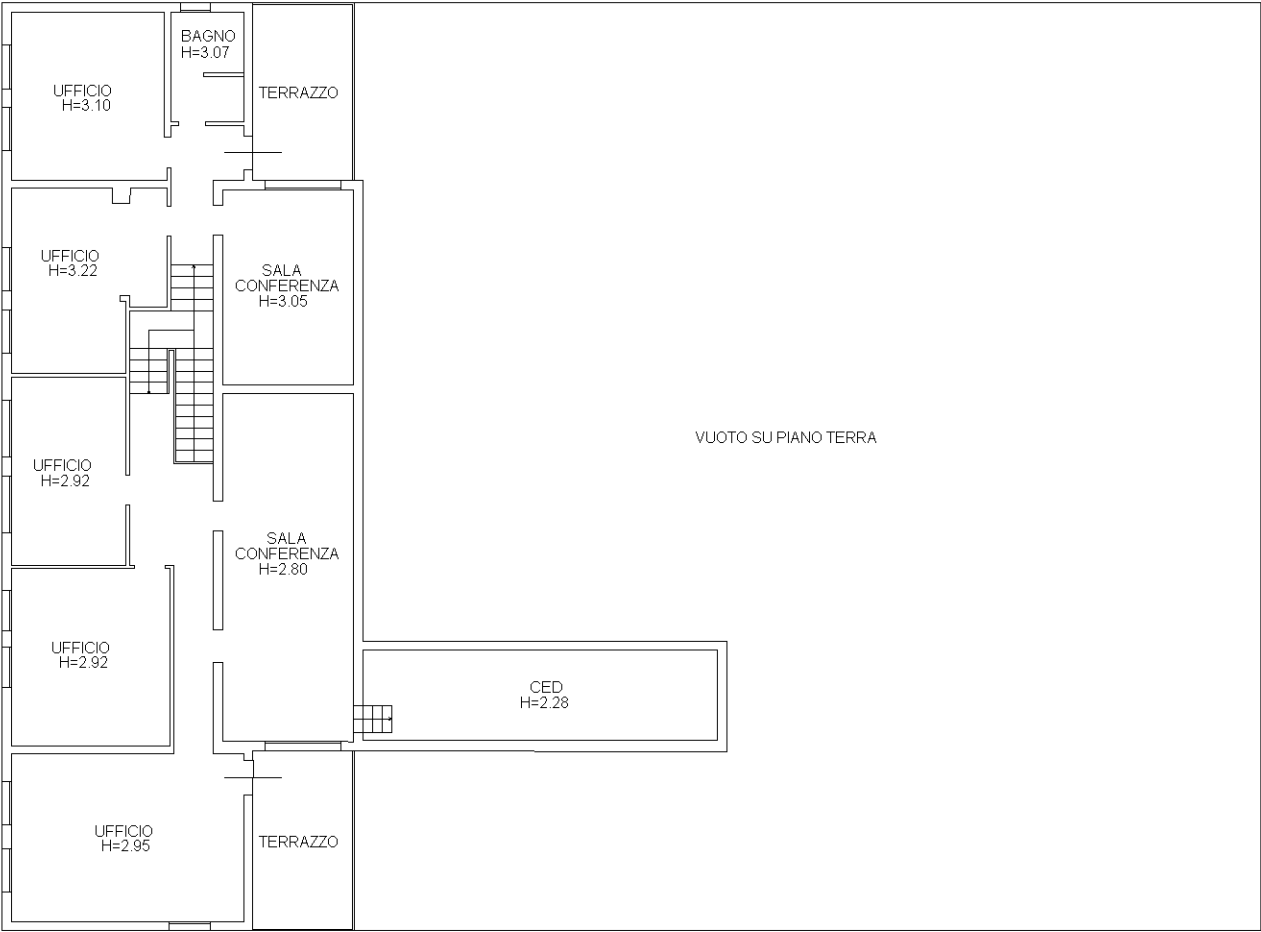 BAGNO
H=3.07
UFFICIO
H=3.10
TERRAZZO
UFFICIO
H=3.22
SALA
CONFERENZA
H=3.05
VUOTO SU PIANO TERRA
UFFICIO
H=2.92
SALA
CONFERENZA
H=2.80
UFFICIO
H=2.92
CED
H=2.28
UFFICIO
H=2.95
TERRAZZO